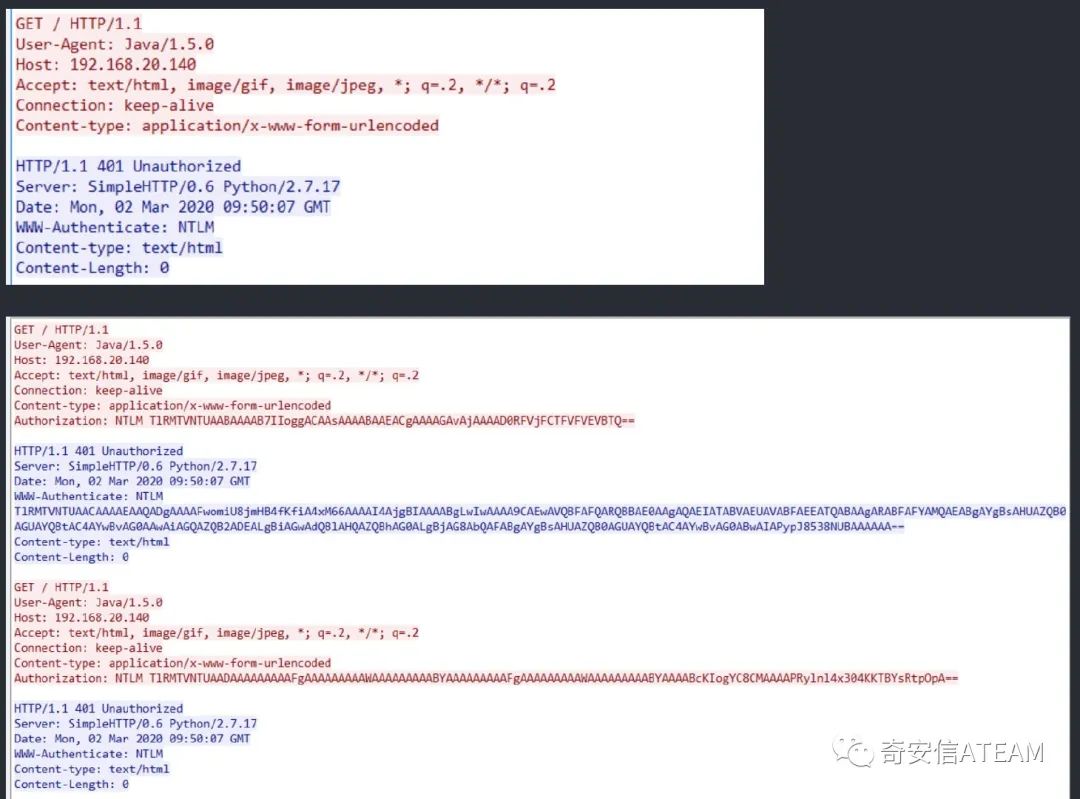 GET / HTTP/1.1
User-Agent: Java/1.5.0
Host: 192.168.20.140
Accept: text/html, image/gif, image/jpeg, *; q=.2, */*; q=.2
Connection: keep-alive
Content-type: application/x-www-form-urlencoded
HTTP/1.1 401 Unauthorized
Server: SimpleHTTP/0.6 Python/2.7.17
Date: Mon, 02 Mar 2020 09:50:07 GMT
WWW-Authenticate: NTLM
Content-type: text/html
Content-Length: 0
GET / HTTP/1.1
User-Agent: Java/1.5.0
Host: 192.168.20.140
Accept: text/html, image/gif, image/jpeg, *; q=.2, */*; q=.2
Connection: keep-alive
Content-type: application/x-www-form-urlencoded
Authorization: NTLM
HTTP/1.1 401 Unauthorized
Server: SimpleHTTP/0.6 Python/2.7.17
Date: Mon, 02 Mar 2020 09:50:07 GMT
WWW-Authenticate: NTLM
Content-type: text/html
Content-Length: 0
GET / HTTP/1.1
User-Agent: Java/1.5.0
Host: 192.168.20.140
Accept: text/html, image/gif, image/jpeg, *; q=.2, */*; q=.2
Connection: keep-alive
Content-type: application/x-www-form-urlencoded
Authorization: NTLM
HTTP/1.1 401 Unauthorized
Server: SimpleHTTP/0.6 Python/2.7.17
Date: Mon, 02 Mar 2020 09:50:07 GMT
WWW-Authenticate: NTLM
Content-type: text/html
Content-Length: 0
奇安信ATEAM